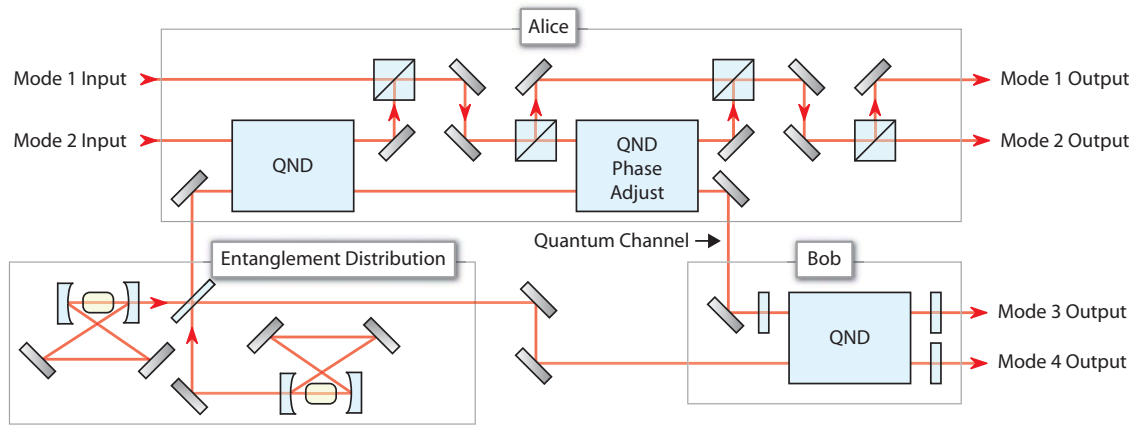 Alice
Mode 1 Input
Mode 1 Output
Mode 2 Input
QND
QND
Phase
Adjust
Mode 2 Output
Quantum Channel
Entanglement Distribution
Bob
QND
Mode 3 Output
Mode 4 Output